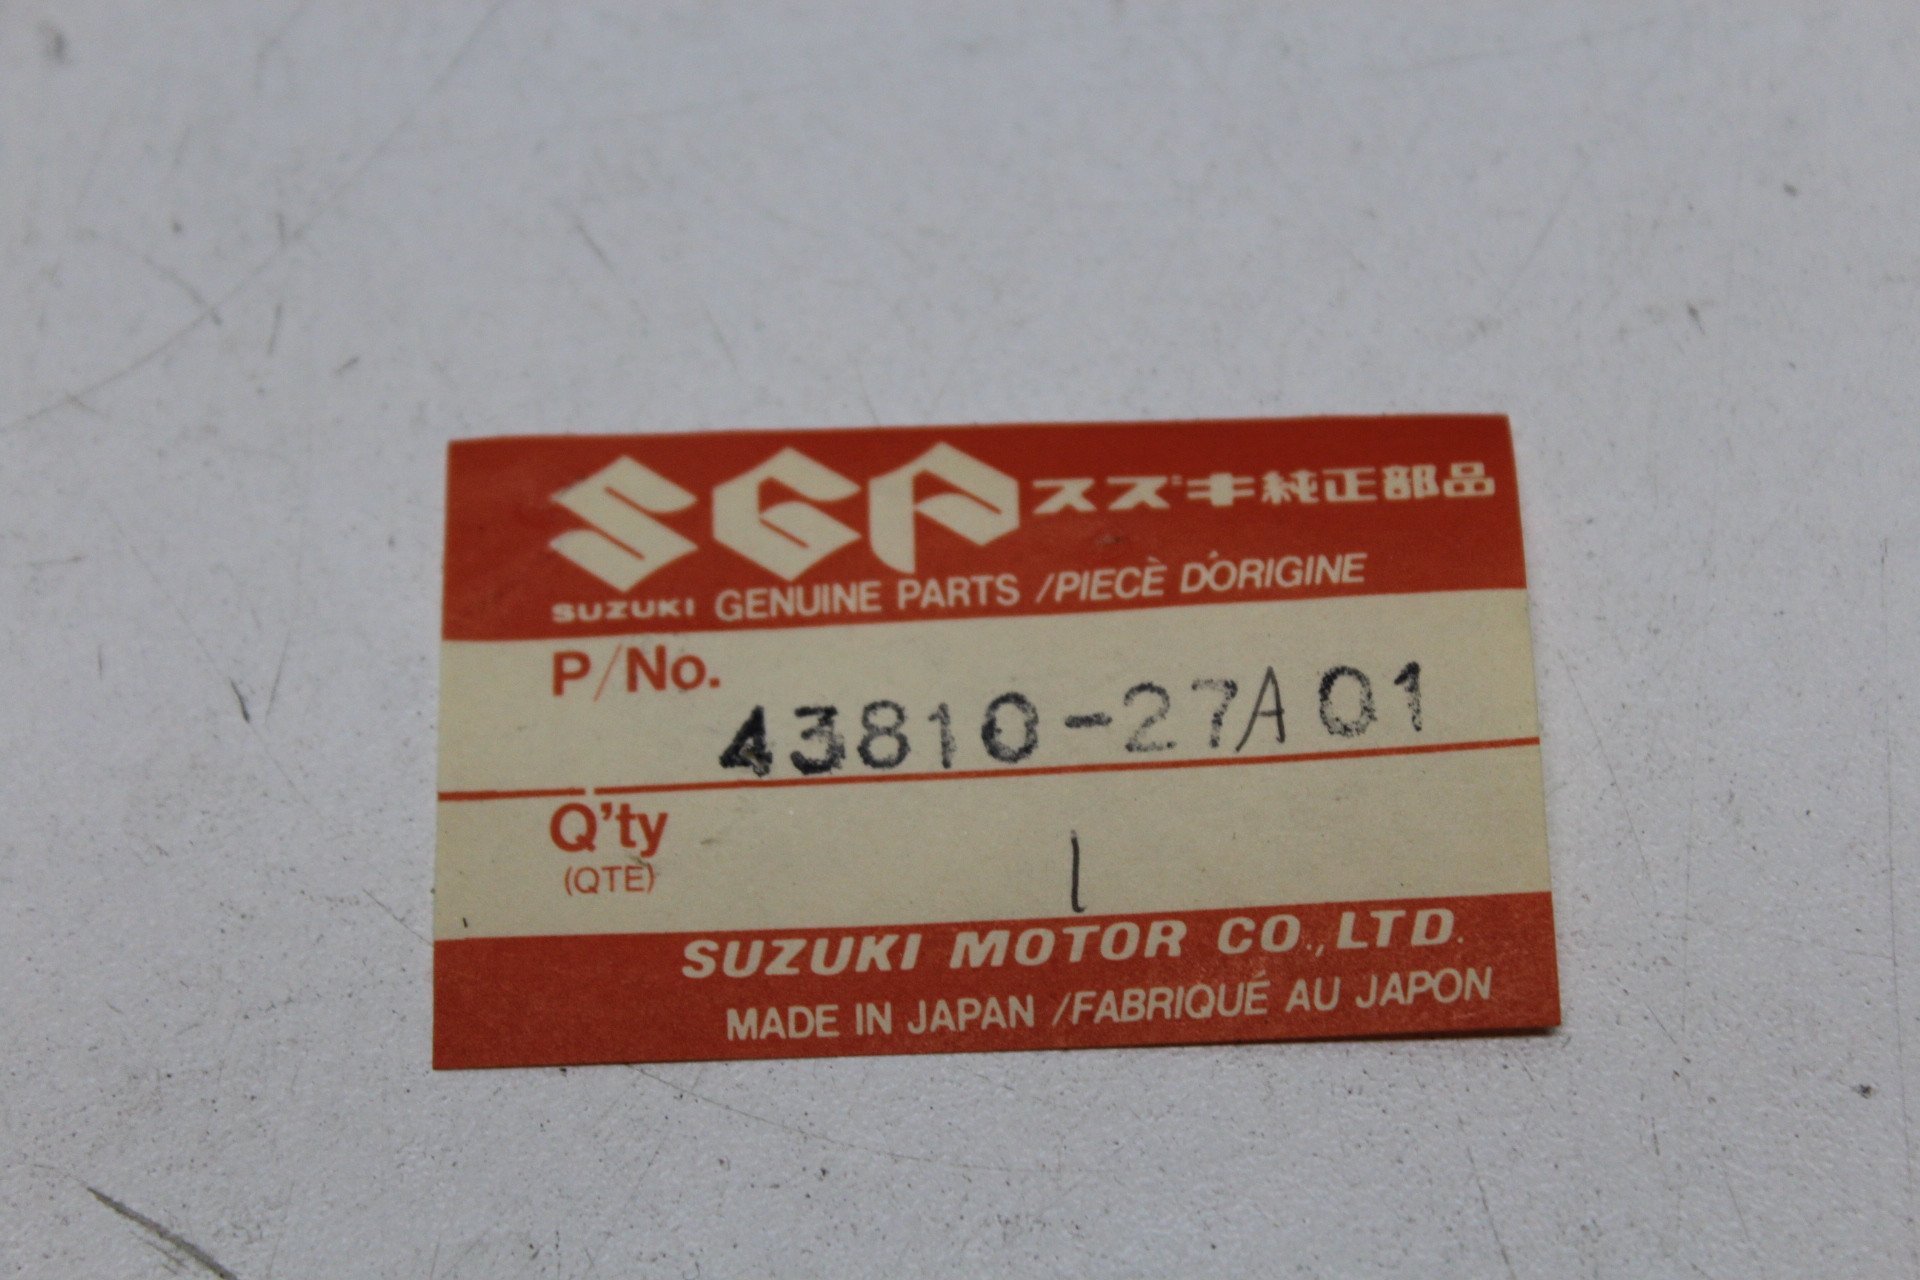 SGP スズキ純正部品
SUZUKI GENUINE PARTS /PIECÈ D'ORIGINE
P/No.
43810-27A01
Q'ty
(QTE)
1
SUZUKI MOTOR CO.,LTD.
MADE IN JAPAN /FABRIQUÉ AU JAPON